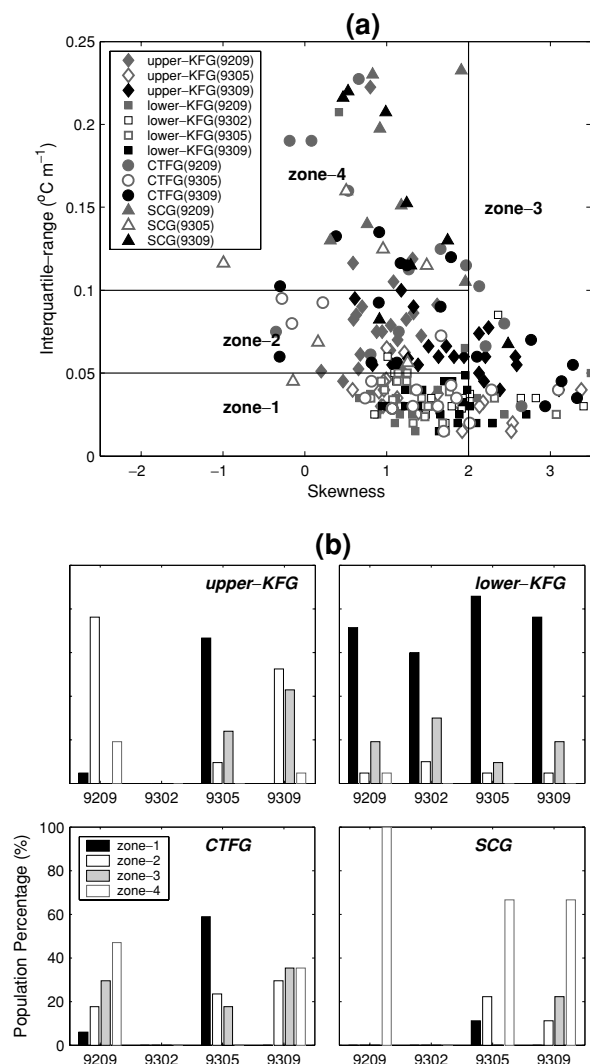 (a)
0.25
0.2
0.15
0.1
0.05
0
Interquartile−range (⁰C m⁻¹)
upper−KFG(9209)
upper−KFG(9305)
upper−KFG(9309)
lower−KFG(9209)
lower−KFG(9302)
lower−KFG(9305)
lower−KFG(9309)
CTFG(9209)
CTFG(9305)
CTFG(9309)
SCG(9209)
SCG(9305)
SCG(9309)
zone−4
zone−3
zone−2
zone−1
−2 −1 0 1 2 3
Skewness
(b)
upper−KFG
9209 9302 9305 9309
lower−KFG
9209 9302 9305 9309
Population Percentage (%)
100
80
60
40
20
0
zone−1
zone−2
zone−3
zone−4
CTFG
9209 9302 9305 9309
SCG
9209 9302 9305 9309